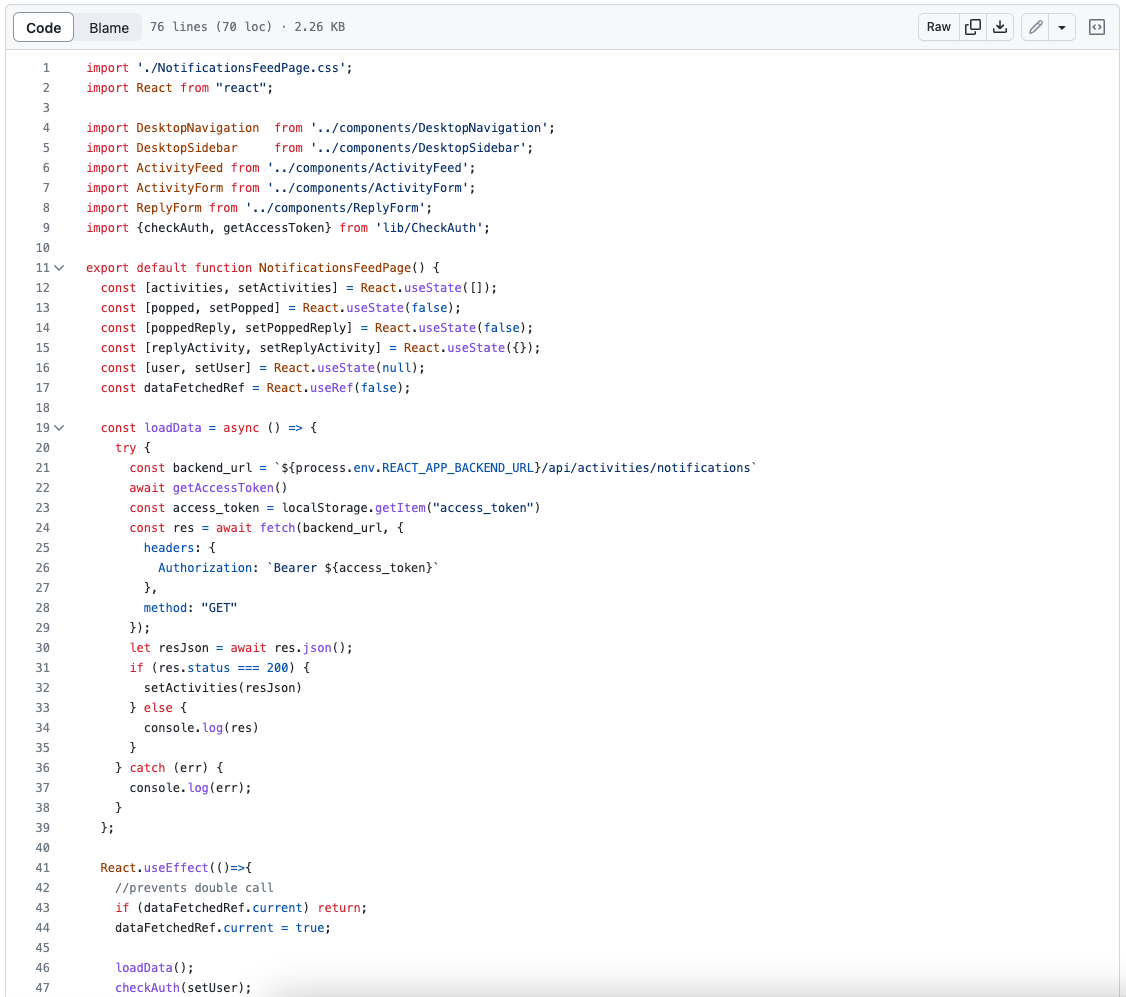 Code Blame 76 lines (70 loc) · 2.26 KB Raw
1 import './NotificationsFeedPage.css';
2 import React from "react";
3
4 import DesktopNavigation  from '../components/DesktopNavigation';
5 import DesktopSidebar     from '../components/DesktopSidebar';
6 import ActivityFeed from '../components/ActivityFeed';
7 import ActivityForm from '../components/ActivityForm';
8 import ReplyForm from '../components/ReplyForm';
9 import {checkAuth, getAccessToken} from 'lib/CheckAuth';
10
11 export default function NotificationsFeedPage() {
12   const [activities, setActivities] = React.useState([]);
13   const [popped, setPopped] = React.useState(false);
14   const [poppedReply, setPoppedReply] = React.useState(false);
15   const [replyActivity, setReplyActivity] = React.useState({});
16   const [user, setUser] = React.useState(null);
17   const dataFetchedRef = React.useRef(false);
18
19   const loadData = async () => {
20     try {
21       const backend_url = `${process.env.REACT_APP_BACKEND_URL}/api/activities/notifications`
22       await getAccessToken()
23       const access_token = localStorage.getItem("access_token")
24       const res = await fetch(backend_url, {
25         headers: {
26           Authorization: `Bearer ${access_token}`
27         },
28         method: "GET"
29       });
30       let resJson = await res.json();
31       if (res.status === 200) {
32         setActivities(resJson)
33       } else {
34         console.log(res)
35       }
36     } catch (err) {
37       console.log(err);
38     }
39   };
40
41   React.useEffect(()=>{
42     //prevents double call
43     if (dataFetchedRef.current) return;
44     dataFetchedRef.current = true;
45
46     loadData();
47     checkAuth(setUser);